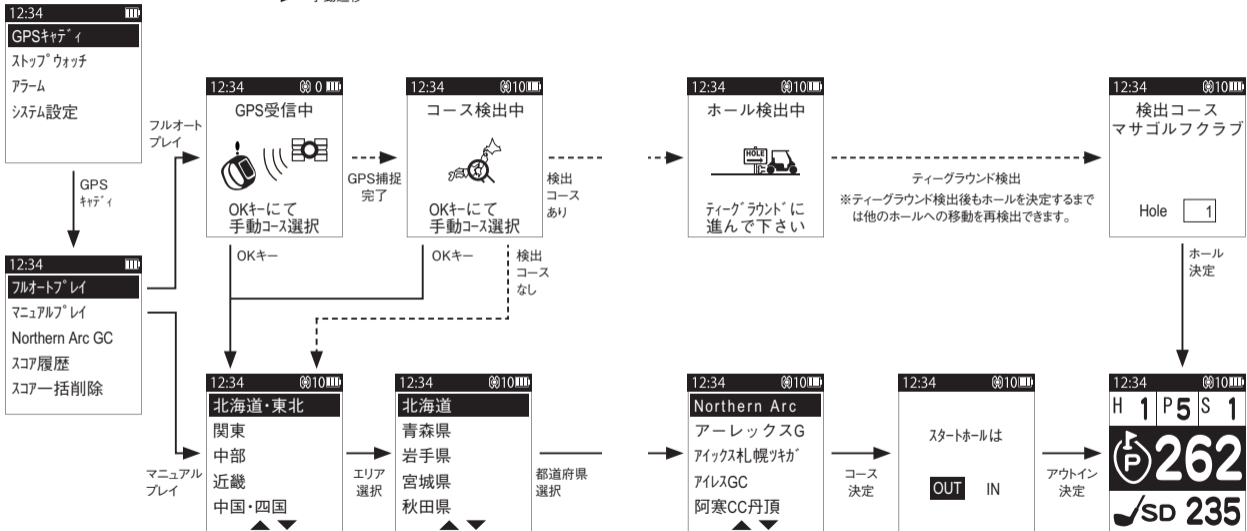 12:34
GPSｷｬﾃﾞｨ
ｽﾄｯﾌﾟｳｫｯﾁ
ｱﾗｰﾑ
ｼｽﾃﾑ設定
GPS
ｷｬﾃﾞｨ
12:34
ﾌﾙｵｰﾄﾌﾟﾚｲ
ﾏﾆｭｱﾙﾌﾟﾚｲ
Northern Arc GC
ｽｺｱ履歴
ｽｺｱ一括削除
フルオート
プレイ
12:34 0
GPS受信中
OKｷｰにて
手動ｺｰｽ選択
GPS捕捉
完了
12:34 10
コース検出中
OKｷｰにて
手動ｺｰｽ選択
検出
コース
あり
12:34 10
ホール検出中
HOLE
ﾃｨｰｸﾞﾗｳﾝﾄﾞに
進んで下さい
ティーグラウンド検出
※ティーグラウンド検出後もホールを決定するまで
は他のホールへの移動を再検出できます。
12:34 10
検出コース
マサゴルフクラブ
Hole 1
OKキー
OKキー
検出
コース
なし
ホール
決定
マニュアル
プレイ
12:34 10
北海道・東北
関東
中部
近畿
中国・四国
エリア
選択
12:34 10
北海道
青森県
岩手県
宮城県
秋田県
都道府県
選択
12:34 10
Northern Arc
アーレックスG
ｱｲｯｸｽ札幌ﾂｷｶﾞ
ｱｲﾚｽGC
阿寒CC丹頂
コース
決定
12:34 10
ｽﾀｰﾄﾎｰﾙは
OUT IN
アウトイン
決定
12:34 10
H 1 P 5 S 1
P 262
SD 235